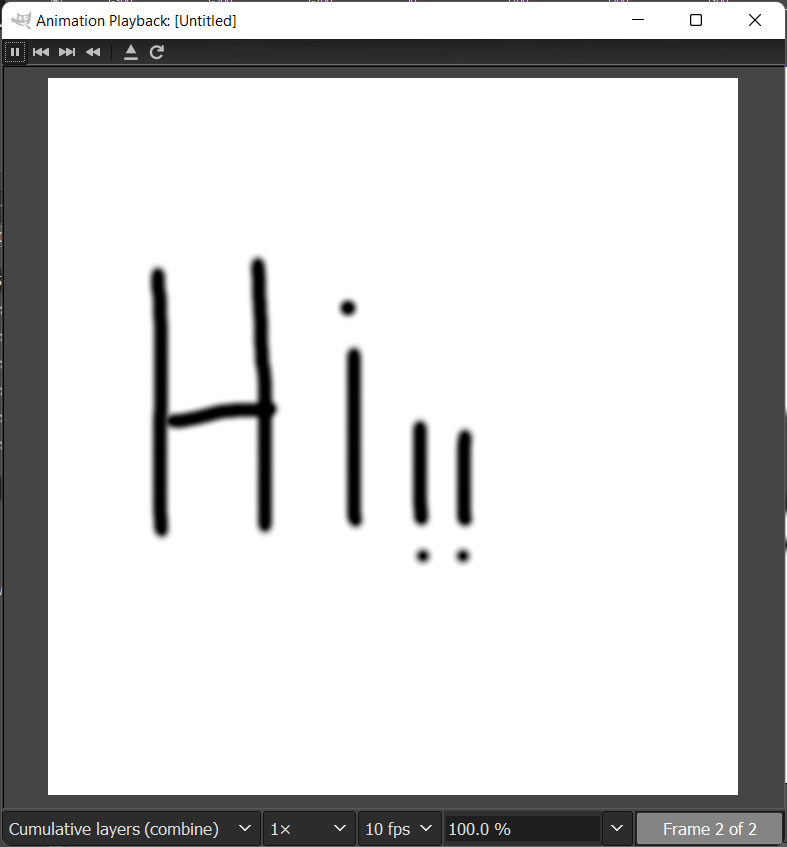 Animation Playback: [Untitled]
Hi!!
Cumulative layers (combine) 1× 10 fps 100.0 % Frame 2 of 2